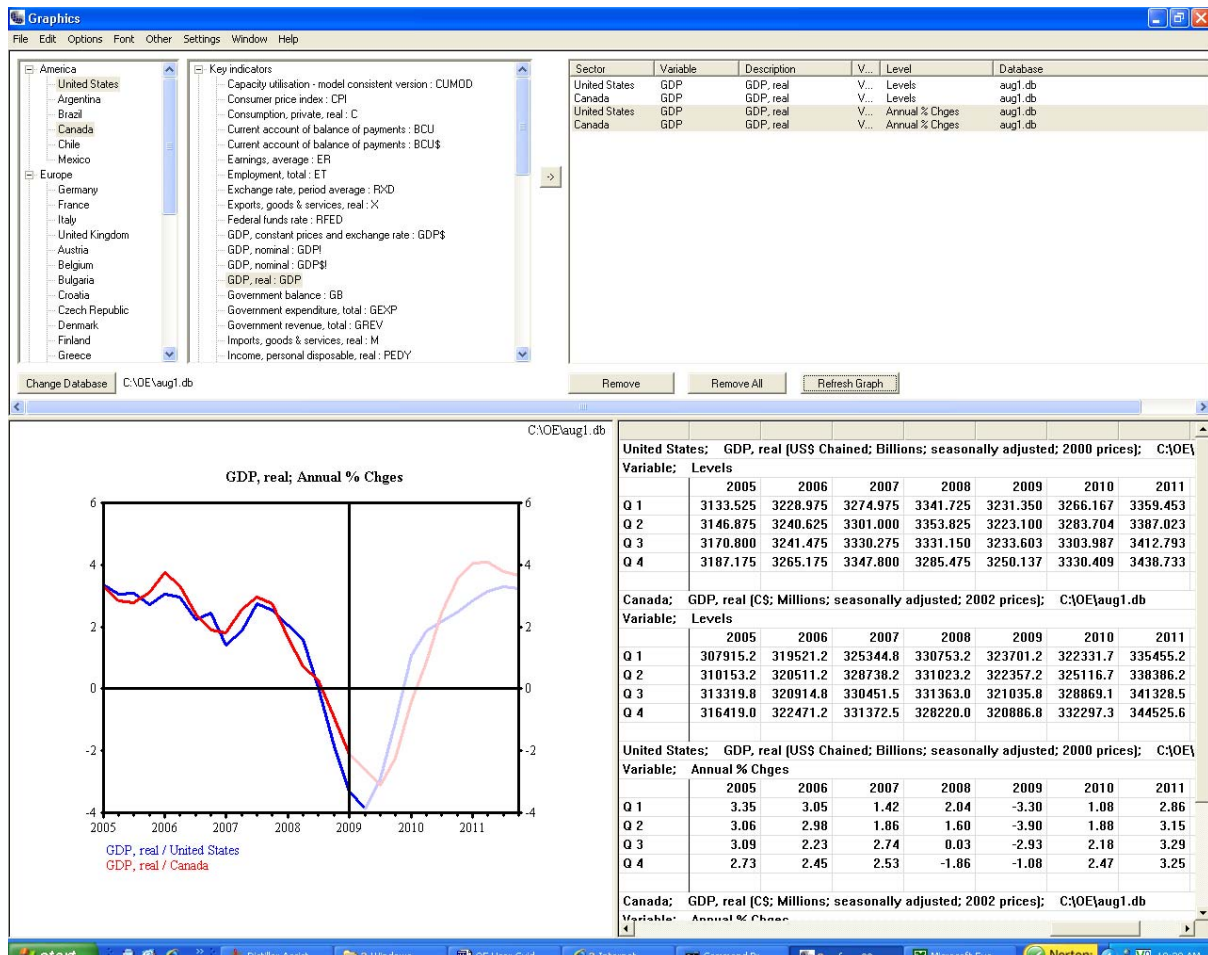 Graphics
File Edit Options Font Other Settings Window Help
America
United States
Argentina
Brazil
Canada
Chile
Mexico
Europe
Germany
France
Italy
United Kingdom
Austria
Belgium
Bulgaria
Croatia
Czech Republic
Denmark
Finland
Greece
Key indicators
Capacity utilisation - model consistent version : CUMOD
Consumer price index : CPI
Consumption, private, real : C
Current account of balance of payments : BCU
Current account of balance of payments : BCU$
Earnings, average : ER
Employment, total : ET
Exchange rate, period average : RXD
Exports, goods & services, real : X
Federal funds rate : RFED
GDP, constant prices and exchange rate : GDP$
GDP, nominal : GDP!
GDP, nominal : GDP$!
GDP, real : GDP
Government balance : GB
Government expenditure, total : GEXP
Government revenue, total : GREV
Imports, goods & services, real : M
Income, personal disposable, real : PEDY
->
Sector Variable Description V... Level Database
United States GDP GDP, real V... Levels aug1.db
Canada GDP GDP, real V... Levels aug1.db
United States GDP GDP, real V... Annual % Chges aug1.db
Canada GDP GDP, real V... Annual % Chges aug1.db
Change Database C:\OE\aug1.db
Remove Remove All Refresh Graph
C:\OE\aug1.db
GDP, real; Annual % Chges
6 6
4 4
2 2
0 0
-2 -2
-4 -4
2005 2006 2007 2008 2009 2010 2011
GDP, real / United States
GDP, real / Canada
United States; GDP, real (US$ Chained; Billions; seasonally adjusted; 2000 prices); C:\OE\
Variable; Levels
2005 2006 2007 2008 2009 2010 2011
Q 1 3133.525 3228.975 3274.975 3341.725 3231.350 3266.167 3359.453
Q 2 3146.875 3240.625 3301.000 3353.825 3223.100 3283.704 3387.023
Q 3 3170.800 3241.475 3330.275 3331.150 3233.603 3303.987 3412.793
Q 4 3187.175 3265.175 3347.800 3285.475 3250.137 3330.409 3438.733
Canada; GDP, real (C$; Millions; seasonally adjusted; 2002 prices); C:\OE\aug1.db
Variable; Levels
2005 2006 2007 2008 2009 2010 2011
Q 1 307915.2 319521.2 325344.8 330753.2 323701.2 322331.7 335455.2
Q 2 310153.2 320511.2 328738.2 331023.2 322357.2 325116.7 338386.2
Q 3 313319.8 320914.8 330451.5 331363.0 321035.8 328869.1 341328.5
Q 4 316419.0 322471.2 331372.5 328220.0 320886.8 332297.3 344525.6
United States; GDP, real (US$ Chained; Billions; seasonally adjusted; 2000 prices); C:\OE\
Variable; Annual % Chges
2005 2006 2007 2008 2009 2010 2011
Q 1 3.35 3.05 1.42 2.04 -3.30 1.08 2.86
Q 2 3.06 2.98 1.86 1.60 -3.90 1.88 3.15
Q 3 3.09 2.23 2.74 0.03 -2.93 2.18 3.29
Q 4 2.73 2.45 2.53 -1.86 -1.08 2.47 3.25
Canada; GDP, real (C$; Millions; seasonally adjusted; 2002 prices); C:\OE\aug1.db
Variable; Annual % Chges
start
Norton